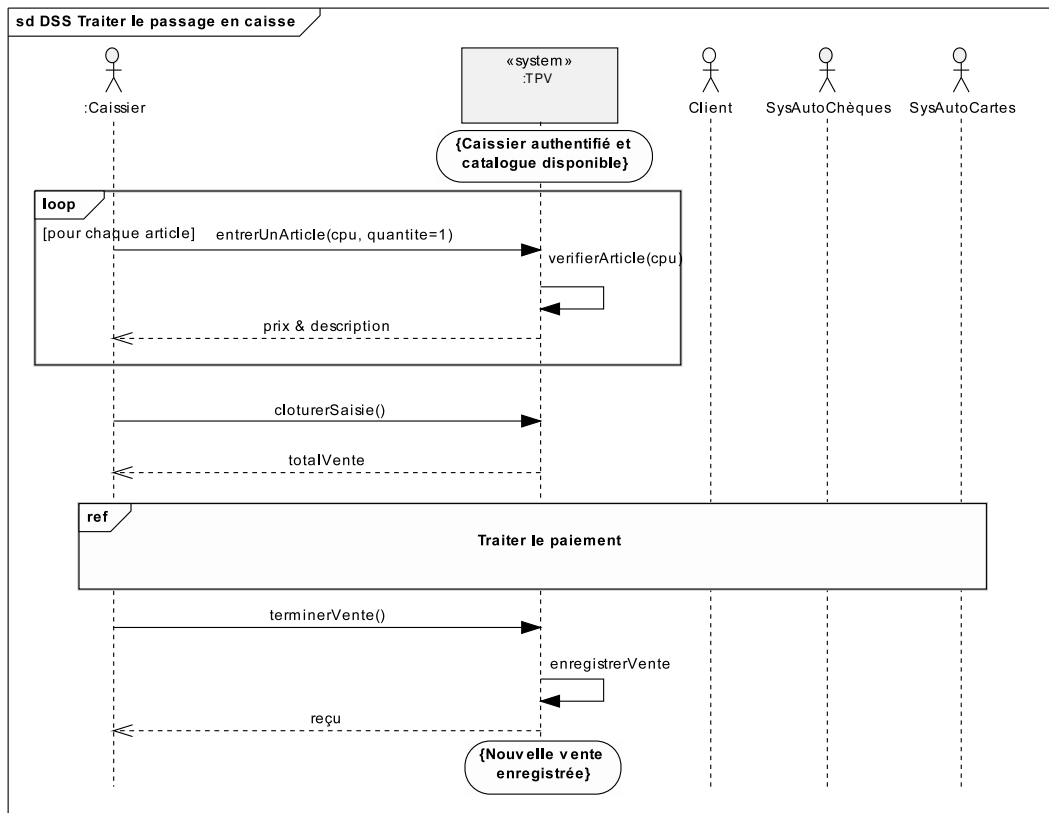 sd DSS Traiter le passage en caisse
«system»
:TPV
:Caissier
Client
SysAutoChèques
SysAutoCartes
{Caissier authentifié et
catalogue disponible}
loop
[pour chaque article]
entrerUnArticle(cpu, quantite=1)
verifierArticle(cpu)
prix & description
cloturerSaisie()
totalVente
ref
Traiter le paiement
terminerVente()
enregistrerVente
reçu
{Nouvelle vente
enregistrée}